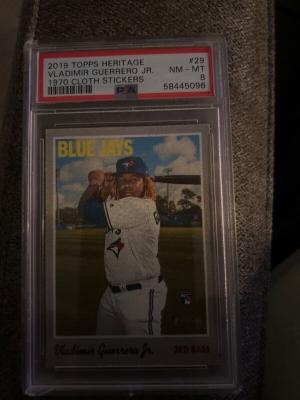 2019 TOPPS HERITAGE #29
VLADIMIR GUERRERO JR. NM - MT
1970 CLOTH STICKERS PSA 8
58445096
BLUE JAYS
Vladimir Guerrero Jr. 3RD BASE